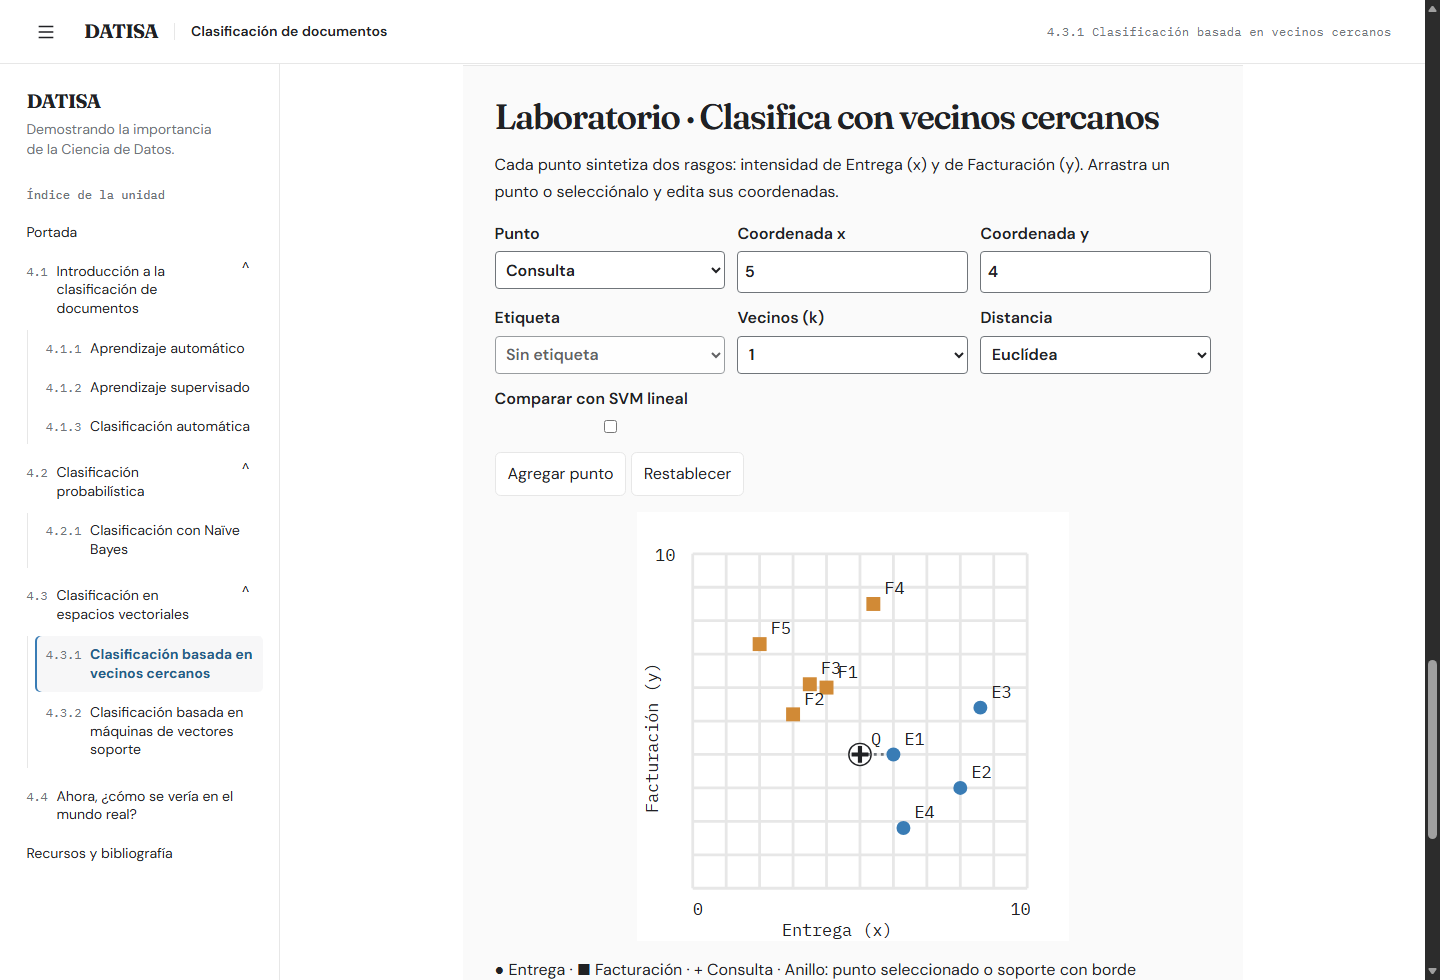 DATISA
Clasificación de documentos
4.3.1 Clasificación basada en vecinos cercanos
DATISA
Demostrando la importancia
de la Ciencia de Datos.
Índice de la unidad
Portada
4.1 Introducción a la
clasificación de
documentos
4.1.1 Aprendizaje automático
4.1.2 Aprendizaje supervisado
4.1.3 Clasificación automática
4.2 Clasificación
probabilística
4.2.1 Clasificación con Naïve
Bayes
4.3 Clasificación en
espacios vectoriales
4.3.1 Clasificación basada en
vecinos cercanos
4.3.2 Clasificación basada en
máquinas de vectores
soporte
4.4 Ahora, ¿cómo se vería en el
mundo real?
Recursos y bibliografía
Laboratorio · Clasifica con vecinos cercanos
Cada punto sintetiza dos rasgos: intensidad de Entrega (x) y de Facturación (y). Arrastra un
punto o selecciónalo y edita sus coordenadas.
Punto
Coordenada x
Coordenada y
Consulta
5
4
Etiqueta
Vecinos (k)
Distancia
Sin etiqueta
1
Euclídea
Comparar con SVM lineal
Agregar punto
Restablecer
10
F4
F5
F3
F1
F2
E3
Q
E1
E2
E4
Facturación (y)
0
10
Entrega (x)
● Entrega · ■ Facturación · + Consulta · Anillo: punto seleccionado o soporte con borde